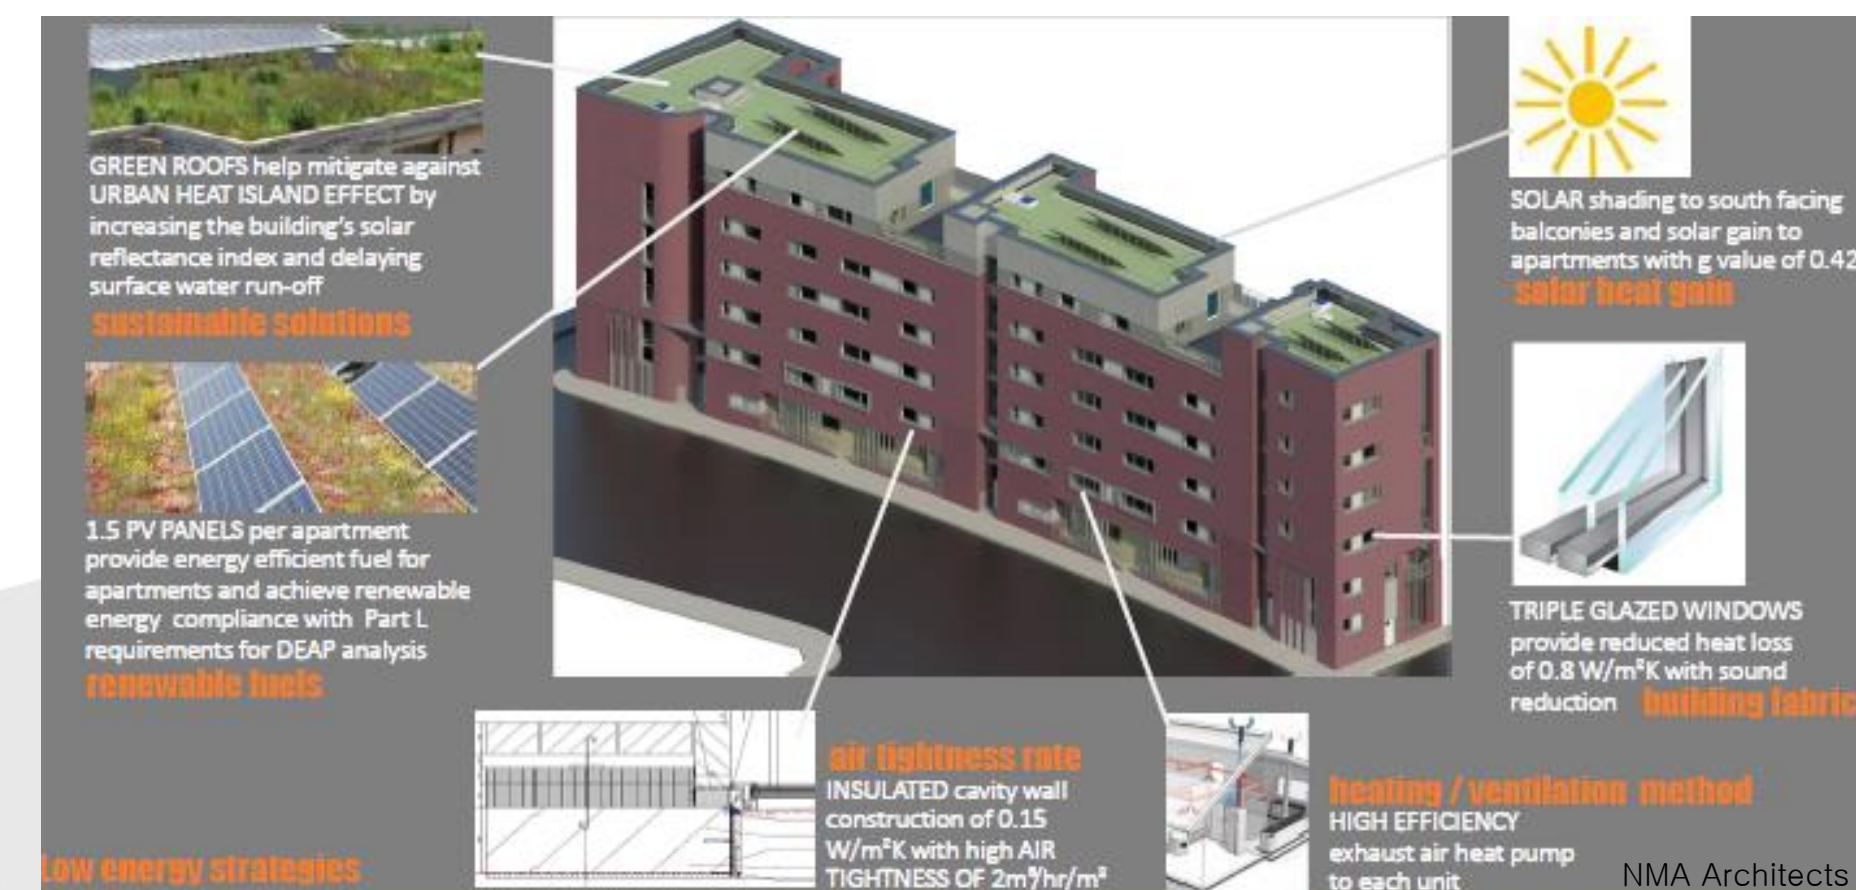 GREEN ROOFS help mitigate against
URBAN HEAT ISLAND EFFECT by
increasing the building's solar
reflectance index and delaying
surface water run-off
sustainable solutions
1.5 PV PANELS per apartment
provide energy efficient fuel for
apartments and achieve renewable
energy compliance with Part L
requirements for DEAP analysis
renewable fuels
Low energy strategies
air tightness rate
INSULATED cavity wall
construction of 0.15
W/m²K with high AIR
TIGHTNESS OF 2m³/hr/m²
heating / ventilation method
HIGH EFFICIENCY
exhaust air heat pump
to each unit
SOLAR shading to south facing
balconies and solar gain to
apartments with g value of 0.42
solar heat gain
TRIPLE GLAZED WINDOWS
provide reduced heat loss
of 0.8 W/m²K with sound
reduction building fabric
NMA Architects